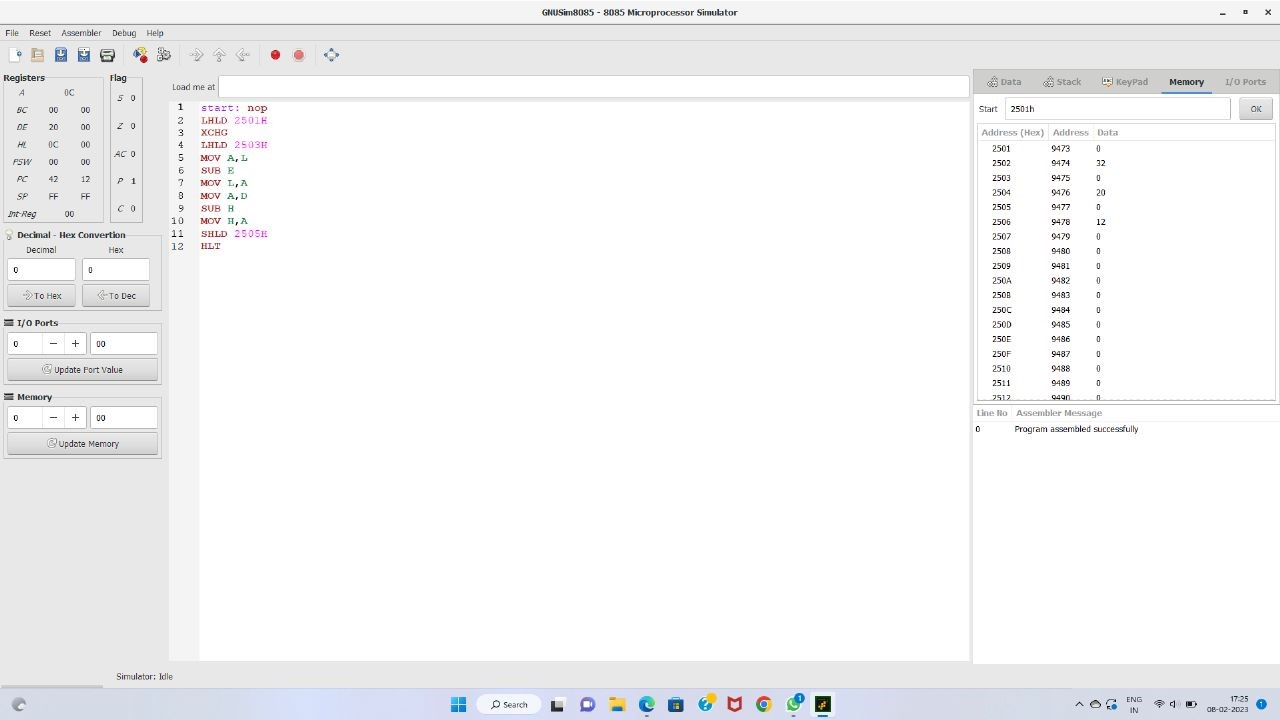 GNUSim8085 - 8085 Microprocessor Simulator
File Reset Assembler Debug Help
Registers Flag
A 0C
BC 00 00
DE 20 00
HL 0C 00
PSW 00 00
PC 42 12
SP FF FF
Int-Reg 00
S 0
Z 0
AC 0
P 1
C 0
Decimal - Hex Convertion
Decimal Hex
0 0
To Hex To Dec
I/O Ports
0 − + 00
Update Port Value
Memory
0 − + 00
Update Memory
Load me at
1 start: nop
2 LHLD 2501H
3 XCHG
4 LHLD 2503H
5 MOV A,L
6 SUB E
7 MOV L,A
8 MOV A,D
9 SUB H
10 MOV H,A
11 SHLD 2505H
12 HLT
Data Stack KeyPad Memory I/O Ports
Start 2501h OK
Address (Hex) Address Data
2501 9473 0
2502 9474 32
2503 9475 0
2504 9476 20
2505 9477 0
2506 9478 12
2507 9479 0
2508 9480 0
2509 9481 0
250A 9482 0
250B 9483 0
250C 9484 0
250D 9485 0
250E 9486 0
250F 9487 0
2510 9488 0
2511 9489 0
2512 9490 0
Line No Assembler Message
0 Program assembled successfully
Simulator: Idle
Search
1
ENG
IN
17:25
08-02-2023
1